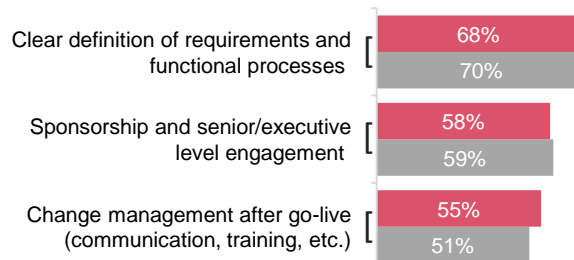 Clear definition of requirements and
functional processes
68%
70%
Sponsorship and senior/executive
level engagement
58%
59%
Change management after go-live
(communication, training, etc.)
55%
51%